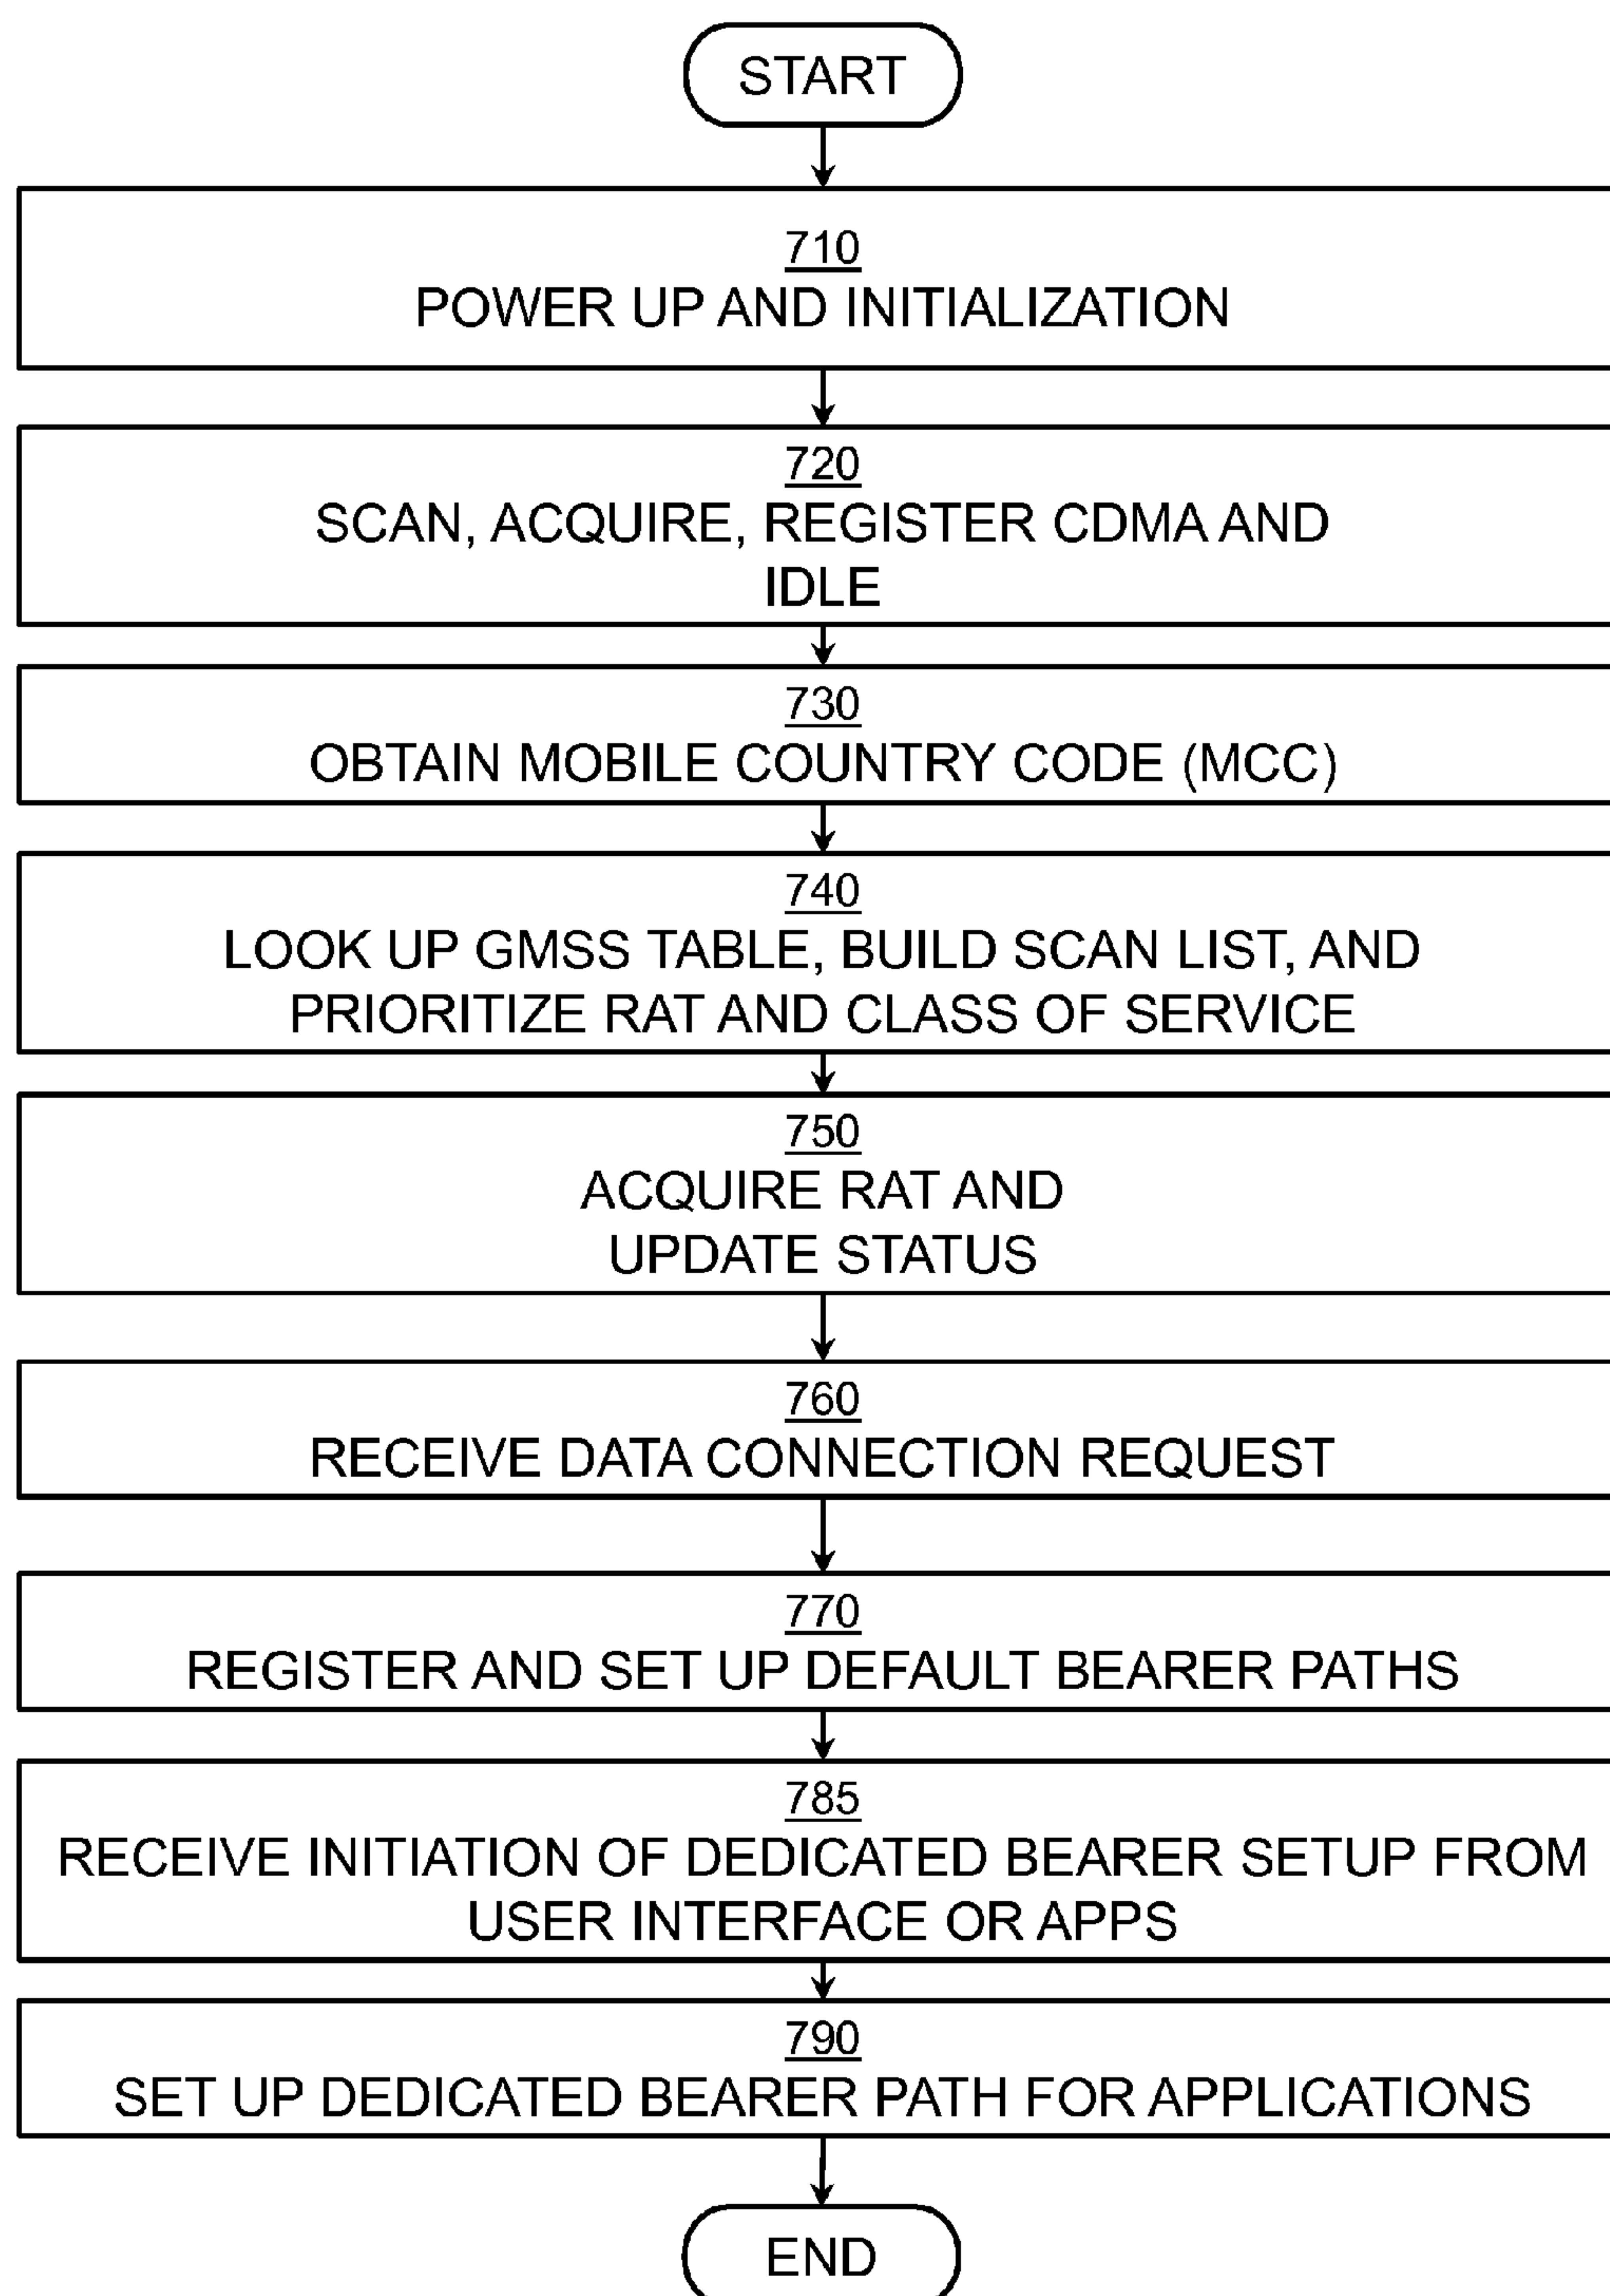 START
710
POWER UP AND INITIALIZATION
720
SCAN, ACQUIRE, REGISTER CDMA AND
IDLE
730
OBTAIN MOBILE COUNTRY CODE (MCC)
740
LOOK UP GMSS TABLE, BUILD SCAN LIST, AND
PRIORITIZE RAT AND CLASS OF SERVICE
750
ACQUIRE RAT AND
UPDATE STATUS
760
RECEIVE DATA CONNECTION REQUEST
770
REGISTER AND SET UP DEFAULT BEARER PATHS
785
RECEIVE INITIATION OF DEDICATED BEARER SETUP FROM
USER INTERFACE OR APPS
790
SET UP DEDICATED BEARER PATH FOR APPLICATIONS
END